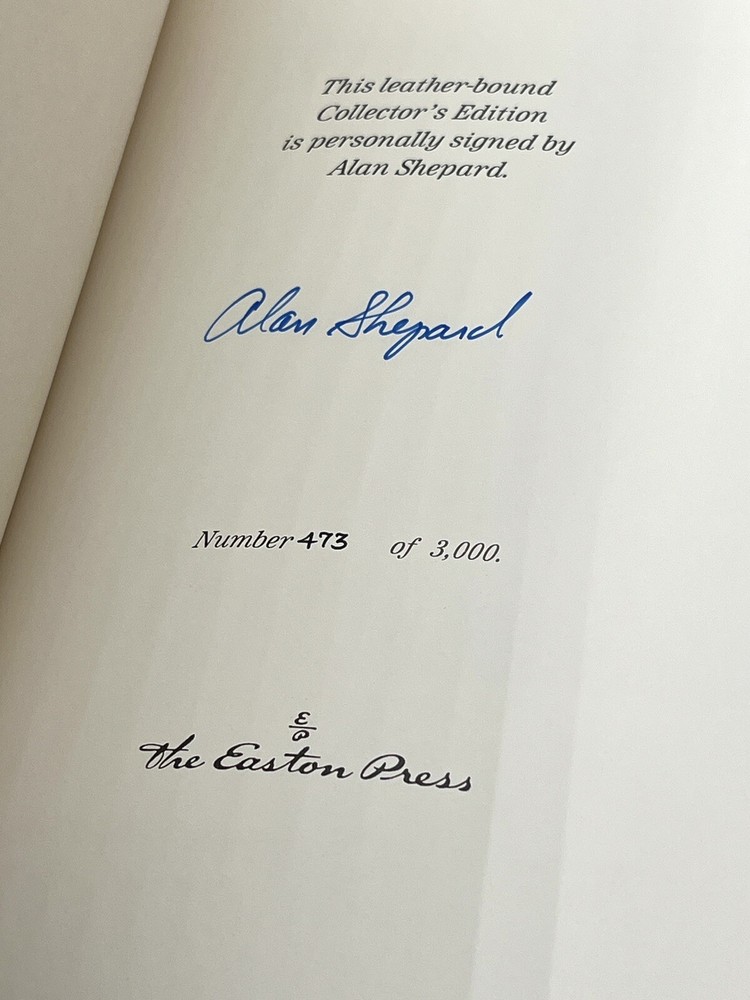 This leather-bound
Collector's Edition
is personally signed by
Alan Shepard.
Alan Shepard
Number 473 of 3,000.
E
P
The Easton Press